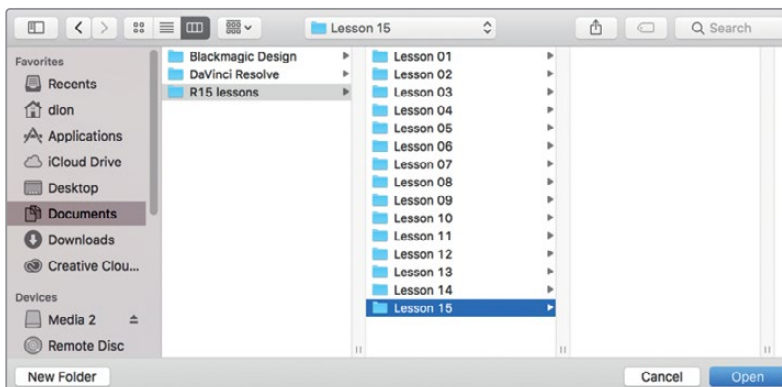 Lesson 15
Search
Favorites
Recents
dion
Applications
iCloud Drive
Desktop
Documents
Downloads
Creative Clou...
Devices
Media 2
Remote Disc
Blackmagic Design
DaVinci Resolve
R15 lessons
Lesson 01
Lesson 02
Lesson 03
Lesson 04
Lesson 05
Lesson 06
Lesson 07
Lesson 08
Lesson 09
Lesson 10
Lesson 11
Lesson 12
Lesson 13
Lesson 14
Lesson 15
New Folder
Cancel
Open